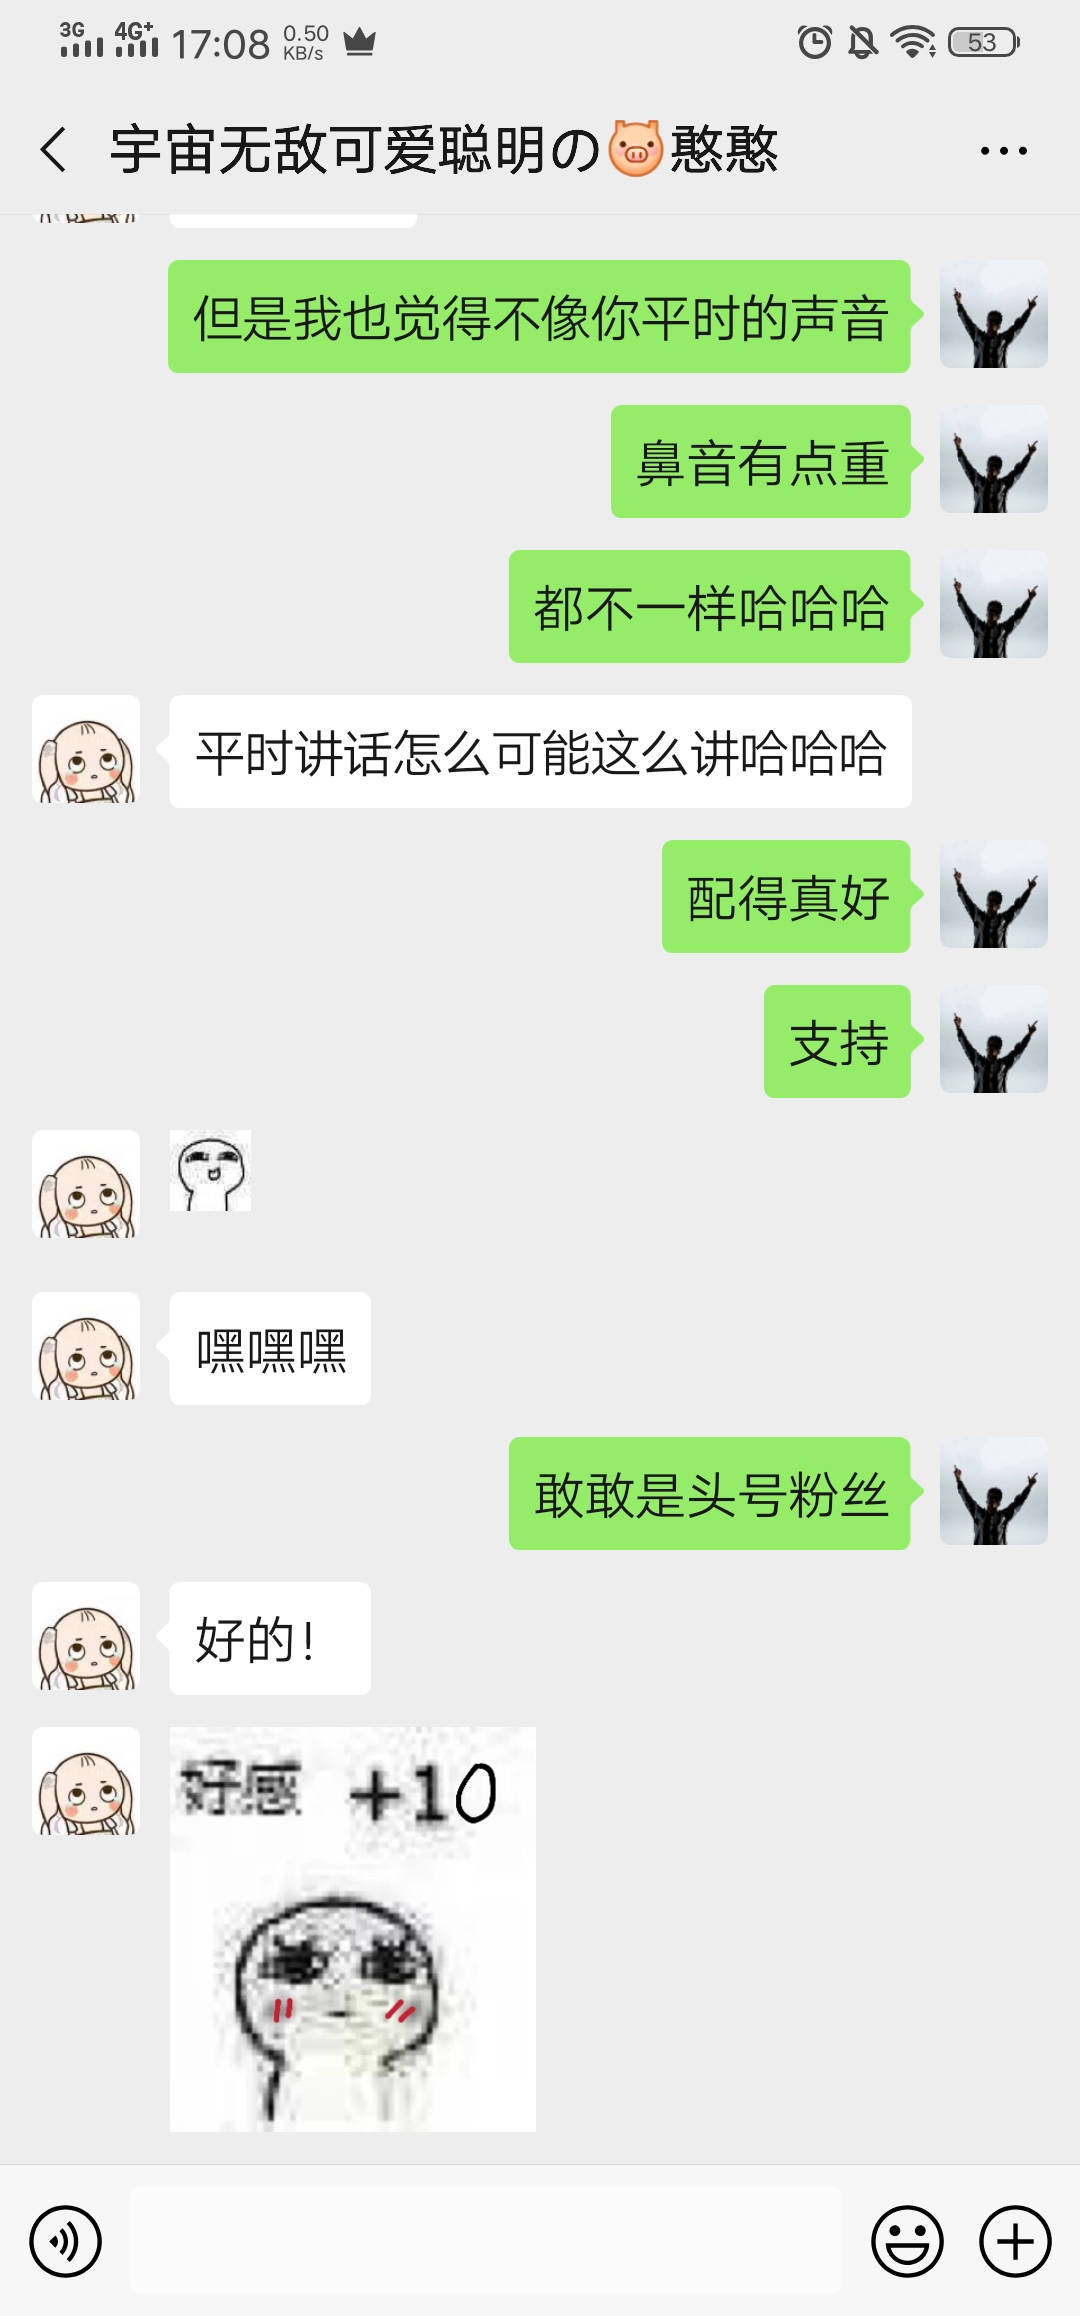 3G 4G+ 17:08 0.50 KB/s 53
宇宙无敌可爱聪明の🐷憨憨
但是我也觉得不像你平时的声音
鼻音有点重
都不一样哈哈哈
平时讲话怎么可能这么讲哈哈哈
配得真好
支持
嘿嘿嘿
敢敢是头号粉丝
好的!
好感 +10